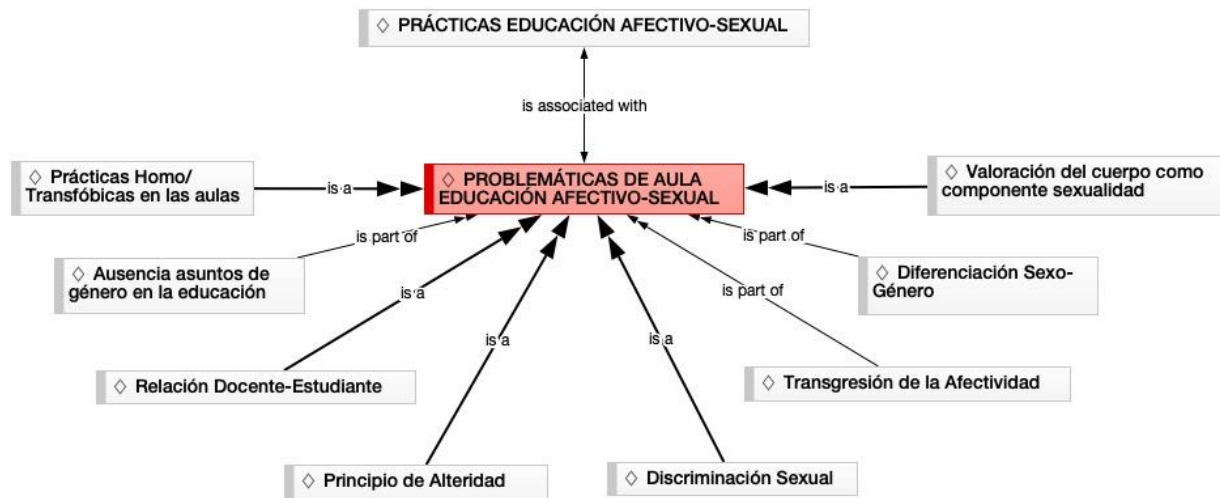 ◇ PRÁCTICAS EDUCACIÓN AFECTIVO-SEXUAL
is associated with
◇ Prácticas Homo/
Transfóbicas en las aulas
is a
◇ PROBLEMÁTICAS DE AULA
EDUCACIÓN AFECTIVO-SEXUAL
is a
◇ Valoración del cuerpo como
componente sexualidad
is part of
is part of
◇ Ausencia asuntos de
género en la educación
◇ Diferenciación Sexo-
Género
is a
is part of
is a
is a
◇ Relación Docente-Estudiante
◇ Transgresión de la Afectividad
◇ Principio de Alteridad
◇ Discriminación Sexual